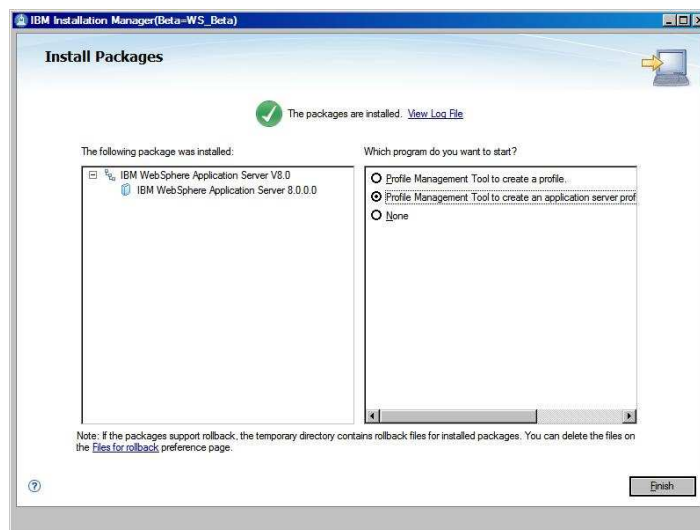 IBM Installation Manager(Beta=WS_Beta)
Install Packages
The packages are installed. View Log File
The following package was installed:
IBM WebSphere Application Server V8.0
IBM WebSphere Application Server 8.0.0.0
Which program do you want to start?
Profile Management Tool to create a profile.
Profile Management Tool to create an application server prof
None
Note: If the packages support rollback, the temporary directory contains rollback files for installed packages. You can delete the files on
the Files for rollback preference page.
Finish